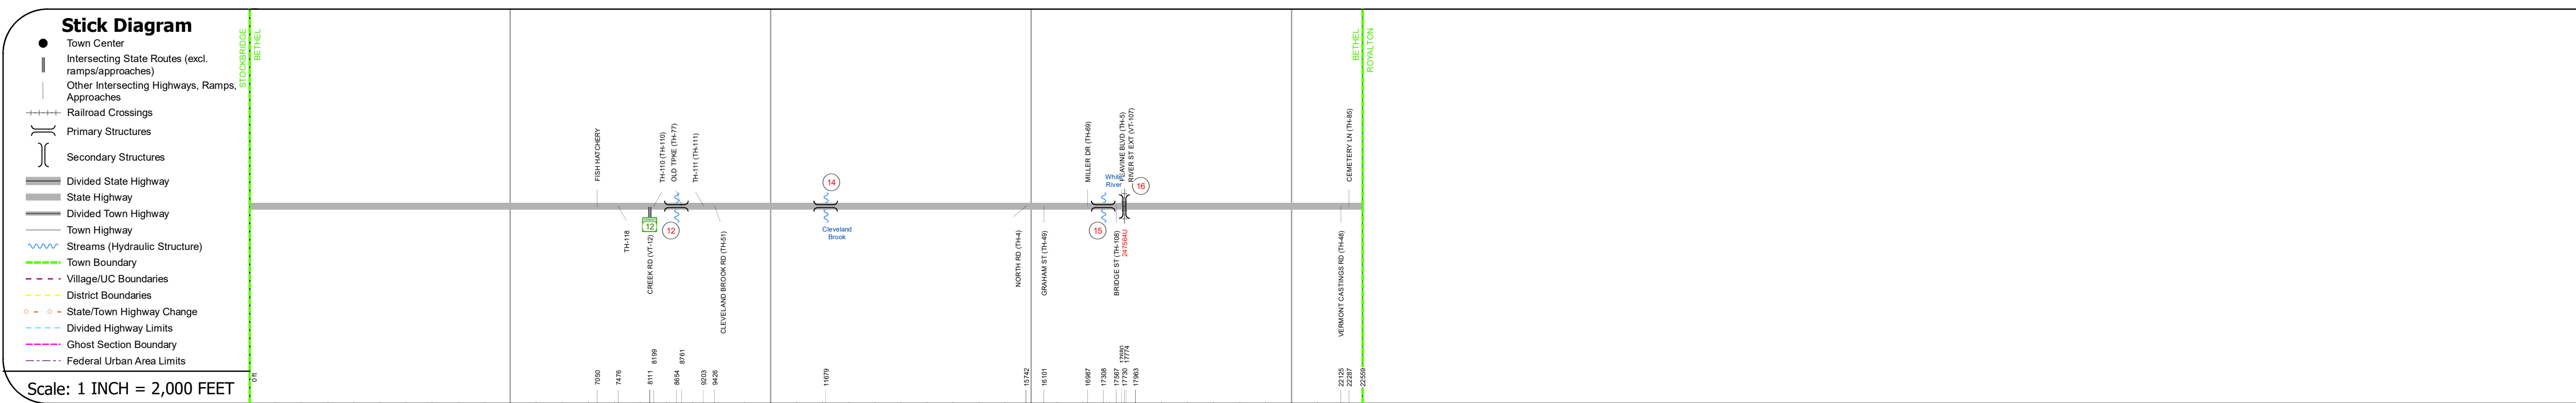 Stick Diagram
Town Center
Intersecting State Routes (excl.
ramps/approaches)
Other Intersecting Highways, Ramps,
Approaches
Railroad Crossings
Primary Structures
Secondary Structures
Divided State Highway
State Highway
Divided Town Highway
Town Highway
Streams (Hydraulic Structure)
Town Boundary
Village/UC Boundaries
District Boundaries
State/Town Highway Change
Divided Highway Limits
Ghost Section Boundary
Federal Urban Area Limits
Scale: 1 INCH = 2,000 FEET
STOCKBRIDGE
BETHEL
BETHEL
ROYALTON
FISH HATCHERY
TH-118
TH-110 (TH-110)
OLD TPKE (TH-77)
TH-111 (TH-111)
12
CREEK RD (VT-12)
12
CLEVELAND BROOK RD (TH-51)
14
Cleveland
Brook
NORTH RD (TH-4)
GRAHAM ST (TH-49)
MILLER DR (TH-69)
White
River
PEAVINE BLVD (TH-5)
RIVER ST EXT (VT-107)
16
15
BRIDGE ST (TH-108)
247564U
VERMONT CASTINGS RD (TH-48)
CEMETERY LN (TH-85)
0 ft
7050
7476
8111
8199
8654
8761
9203
9426
11679
15742
16101
16987
17308
17567
17730
17774
17963
22125
22287
22559